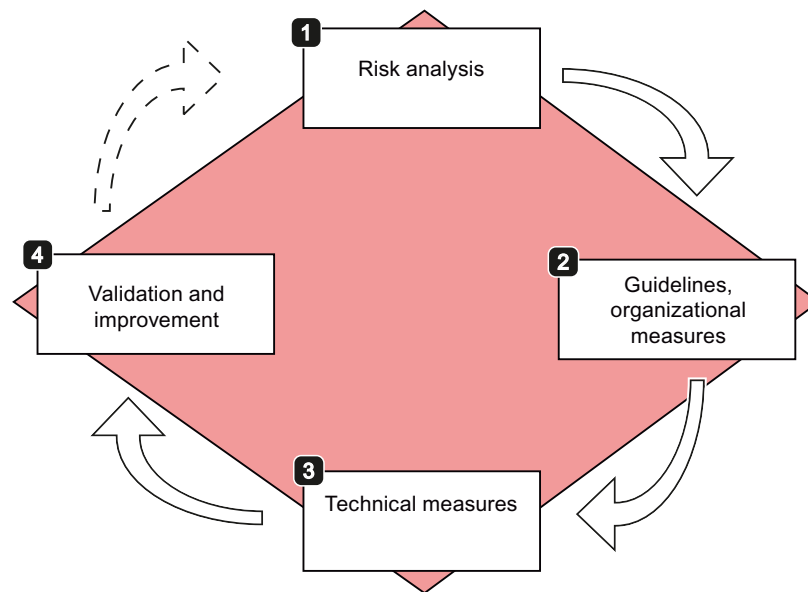 1
Risk analysis
2
Guidelines,
organizational
measures
3
Technical measures
4
Validation and
improvement